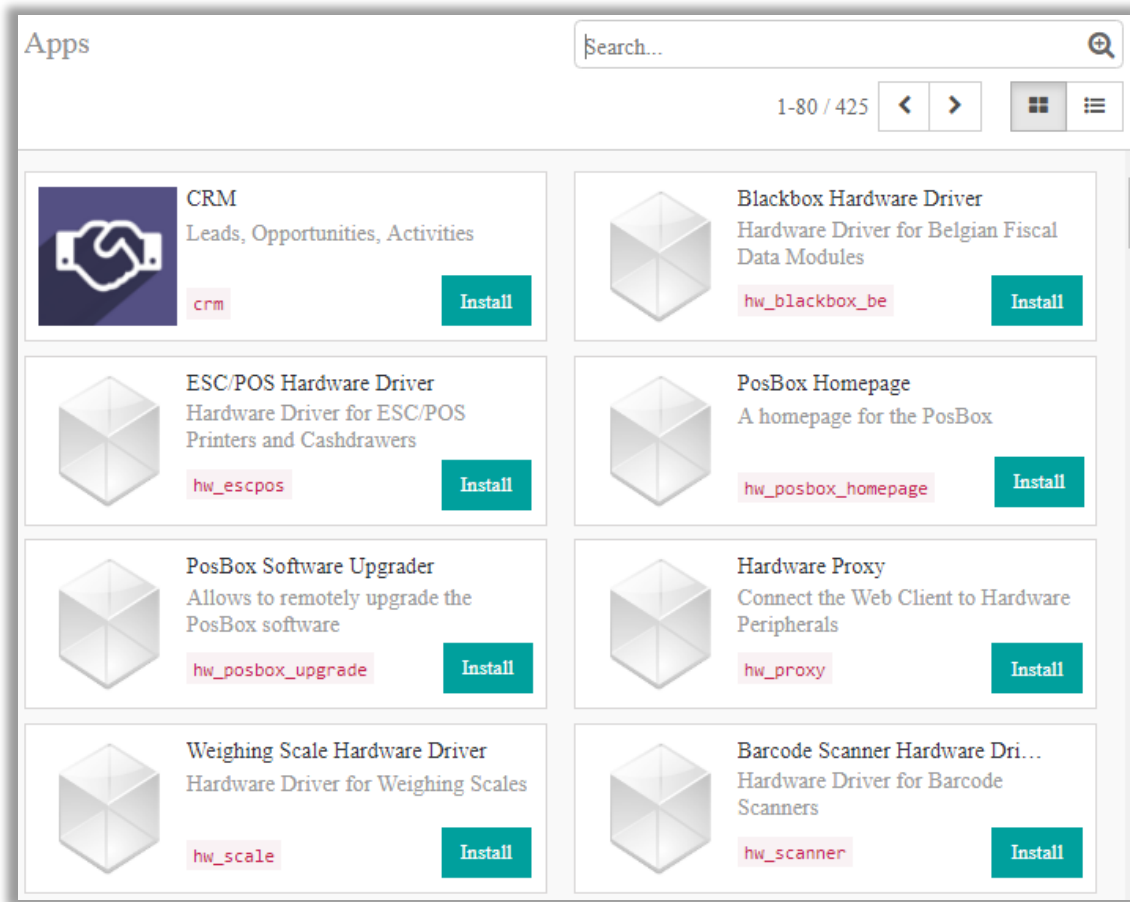 Apps
Search...
1-80 / 425
CRM
Leads, Opportunities, Activities
crm
Install
Blackbox Hardware Driver
Hardware Driver for Belgian Fiscal
Data Modules
hw_blackbox_be
Install
ESC/POS Hardware Driver
Hardware Driver for ESC/POS
Printers and Cashdrawers
hw_escpos
Install
PosBox Homepage
A homepage for the PosBox
hw_posbox_homepage
Install
PosBox Software Upgrader
Allows to remotely upgrade the
PosBox software
hw_posbox_upgrade
Install
Hardware Proxy
Connect the Web Client to Hardware
Peripherals
hw_proxy
Install
Weighing Scale Hardware Driver
Hardware Driver for Weighing Scales
hw_scale
Install
Barcode Scanner Hardware Dri...
Hardware Driver for Barcode
Scanners
hw_scanner
Install